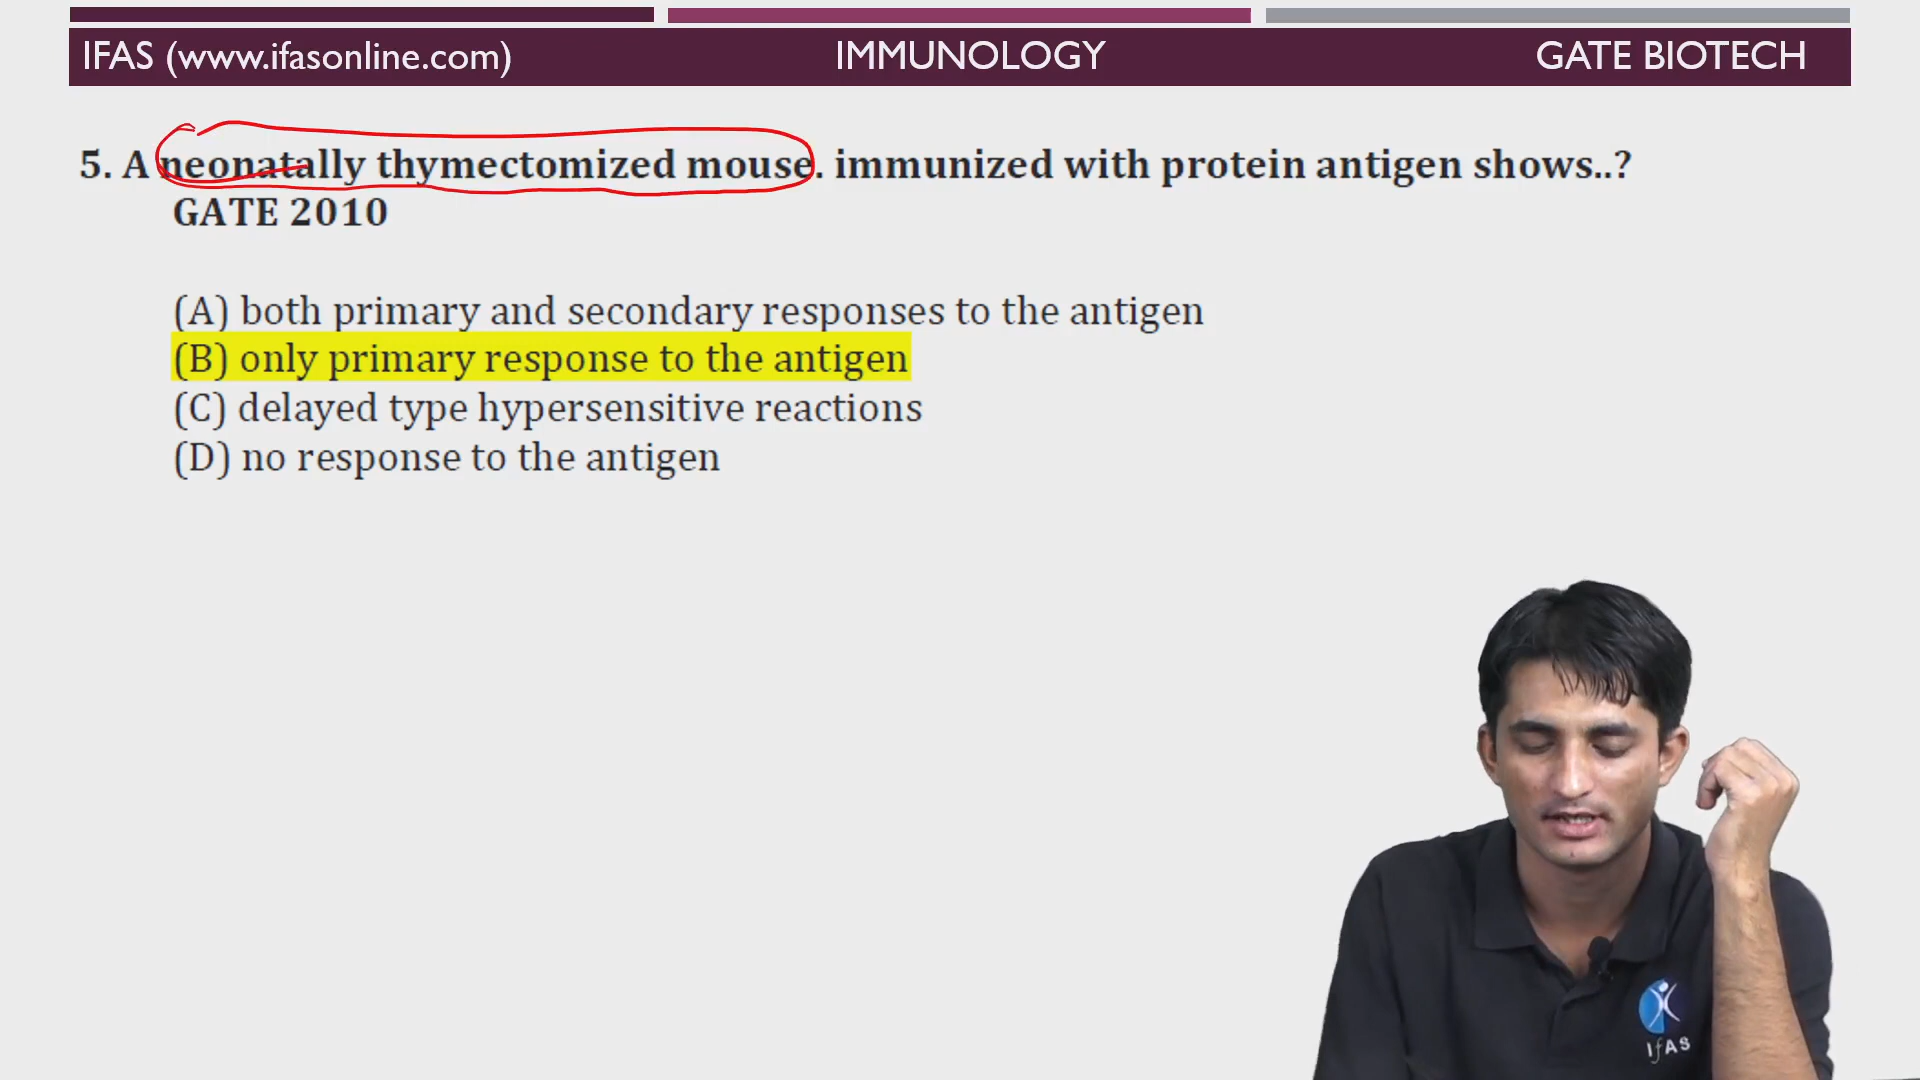 IFAS (www.ifasonline.com) IMMUNOLOGY GATE BIOTECH
5. A neonatally thymectomized mouse. immunized with protein antigen shows..?
GATE 2010
(A) both primary and secondary responses to the antigen
(B) only primary response to the antigen
(C) delayed type hypersensitive reactions
(D) no response to the antigen
IfAS